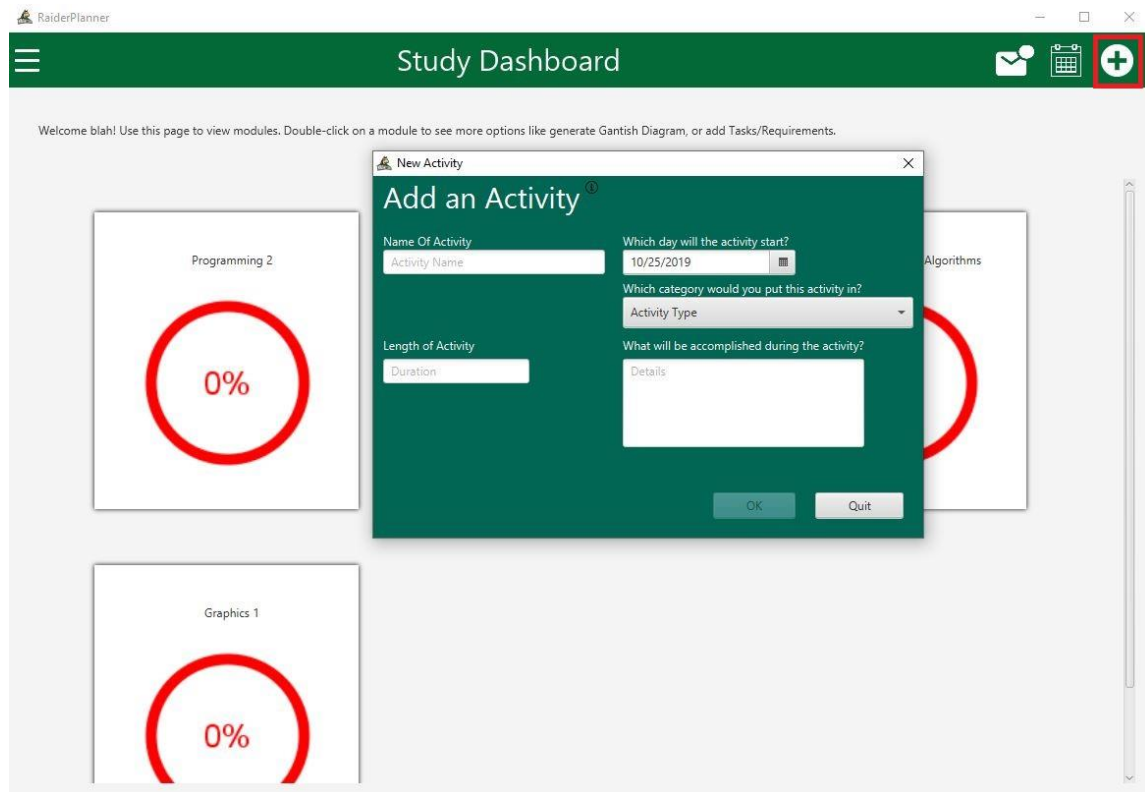 RaiderPlanner
Study Dashboard
Welcome blah! Use this page to view modules. Double-click on a module to see more options like generate Gantish Diagram, or add Tasks/Requirements.
New Activity
Add an Activity
Name Of Activity
Activity Name
Which day will the activity start?
10/25/2019
Which category would you put this activity in?
Activity Type
Length of Activity
Duration
What will be accomplished during the activity?
Details
OK
Quit
Programming 2
0%
Algorithms
Graphics 1
0%